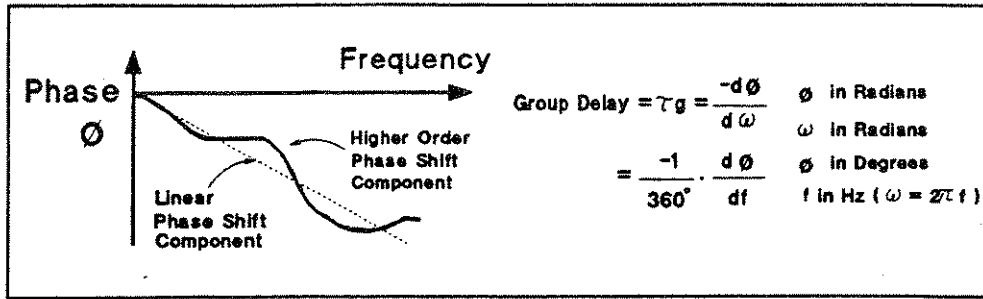 Frequency
Phase
Ø
Higher Order
Phase Shift
Component
Linear
Phase Shift
Component
Group Delay = τg = -dø / dω
ø in Radians
ω in Radians
= -1 / 360° · dø / df
ø in Degrees
f in Hz ( ω = 2π f )